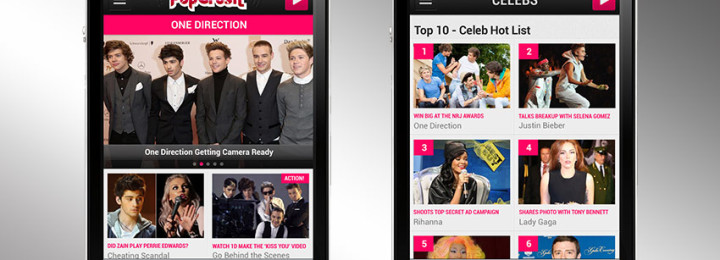 PopCrush
ONE DIRECTION
One Direction Getting Camera Ready
DID ZAIN PLAY PERRIE EDWARDS?
Cheating Scandal
ACTION!
WATCH 10 MAKE THE 'KISS YOU' VIDEO
Go Behind the Scenes
CELEBS
Top 10 - Celeb Hot List
1
WIN BIG AT THE NRJ AWARDS
One Direction
2
TALKS BREAKUP WITH SELENA GOMEZ
Justin Bieber
3
SHOOTS TOP SECRET AD CAMPAIGN
Rihanna
4
SHARES PHOTO WITH TONY BENNETT
Lady Gaga
5
6